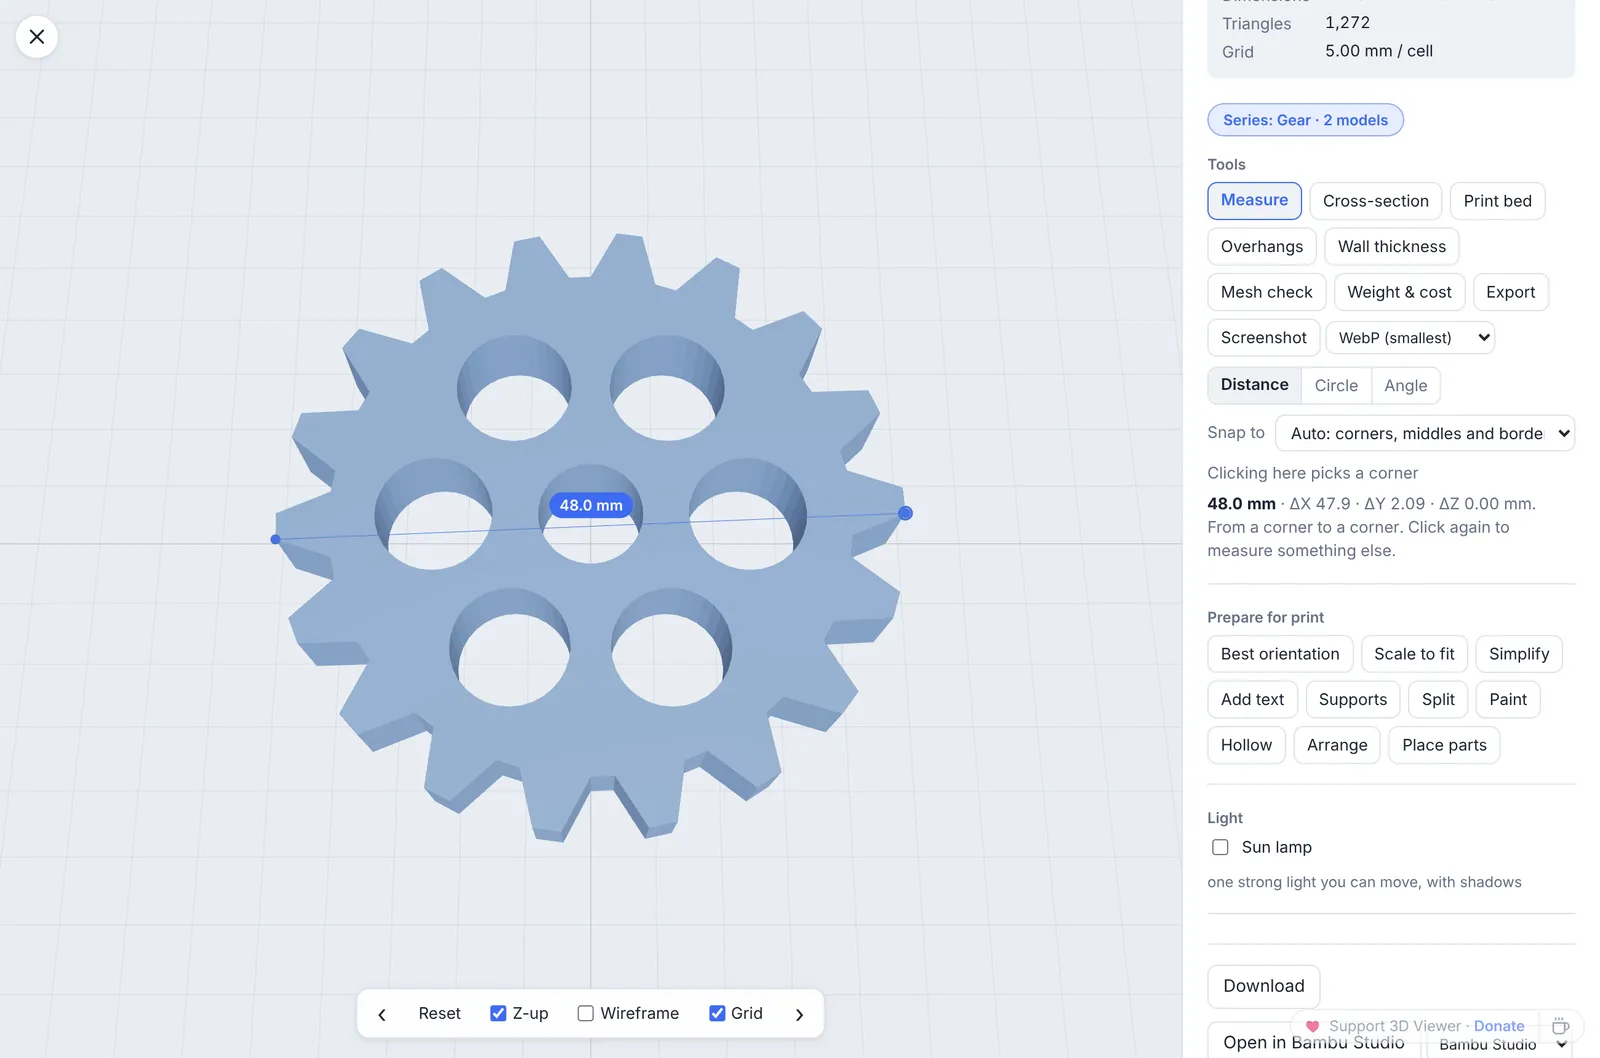 Triangles 1,272
Grid 5.00 mm / cell
Series: Gear · 2 models
Tools
Measure Cross-section Print bed
Overhangs Wall thickness
Mesh check Weight & cost Export
Screenshot WebP (smallest)
Distance Circle Angle
Snap to Auto: corners, middles and borde
Clicking here picks a corner
48.0 mm · ΔX 47.9 · ΔY 2.09 · ΔZ 0.00 mm.
From a corner to a corner. Click again to
measure something else.
48.0 mm
Prepare for print
Best orientation Scale to fit Simplify
Add text Supports Split Paint
Hollow Arrange Place parts
Light
Sun lamp
one strong light you can move, with shadows
Download
Support 3D Viewer · Donate
Open in Bambu Studio Bambu Studio
Reset Z-up Wireframe Grid